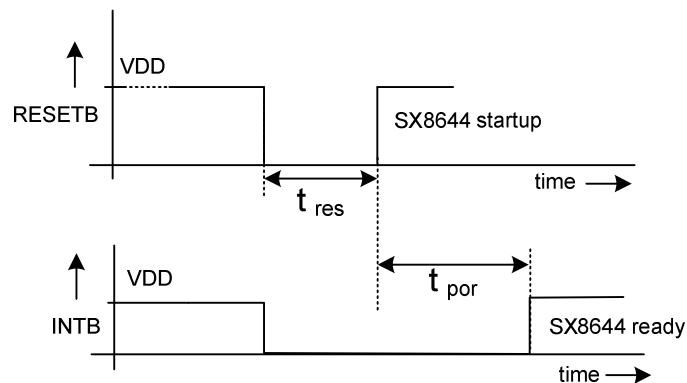 VDD
RESETB
SX8644 startup
time
t res
VDD
t por
INTB
SX8644 ready
time